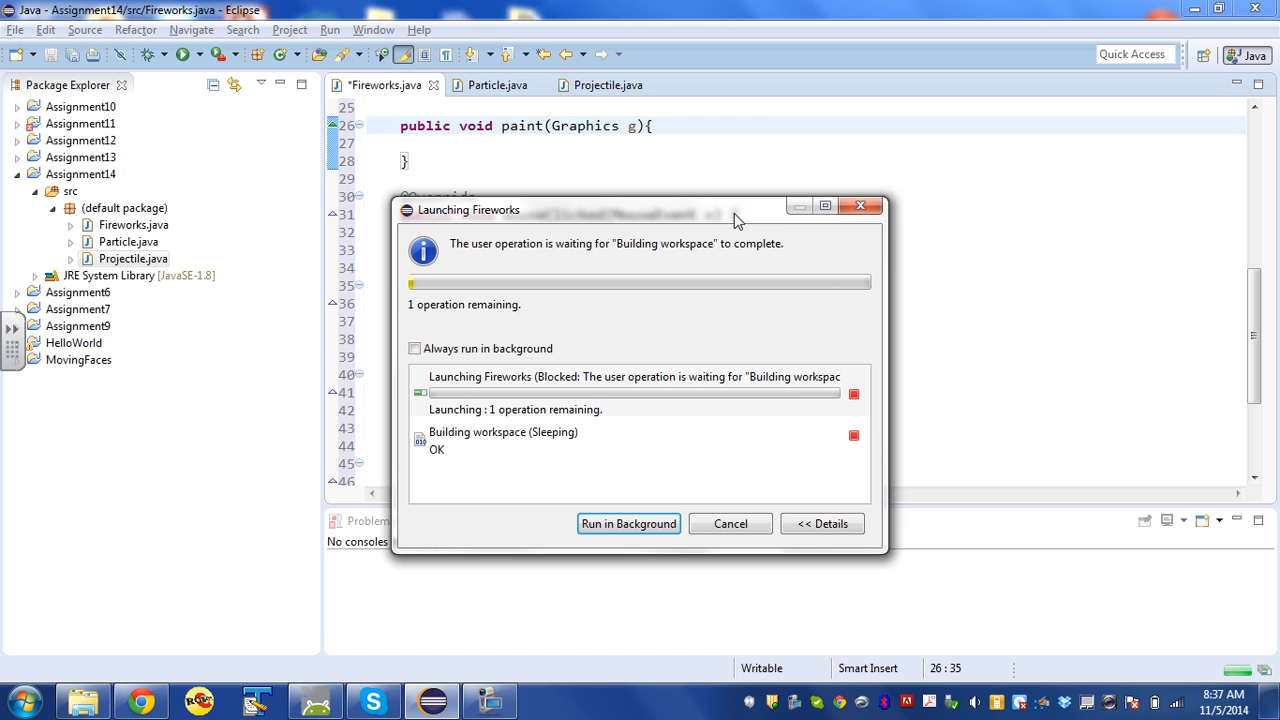 Java - Assignment14/src/Fireworks.java - Eclipse
File Edit Source Refactor Navigate Search Project Run Window Help
Quick Access
Java
Package Explorer
*Fireworks.java Particle.java Projectile.java
Assignment10
Assignment11
Assignment12
Assignment13
Assignment14
src
(default package)
Fireworks.java
Particle.java
Projectile.java
JRE System Library [JavaSE-1.8]
Assignment6
Assignment7
Assignment9
HelloWorld
MovingFaces
25
26 public void paint(Graphics g){
27
28 }
29
30 @Override
31
32
33
34
35
36
37
38
39
40
41
42
43
44
45
46
Launching Fireworks
The user operation is waiting for "Building workspace" to complete.
1 operation remaining.
Always run in background
Launching Fireworks (Blocked: The user operation is waiting for "Building workspac
Launching : 1 operation remaining.
Building workspace (Sleeping)
OK
Run in Background Cancel << Details
Problem
No consoles
Writable Smart Insert 26 : 35
8:37 AM
11/5/2014